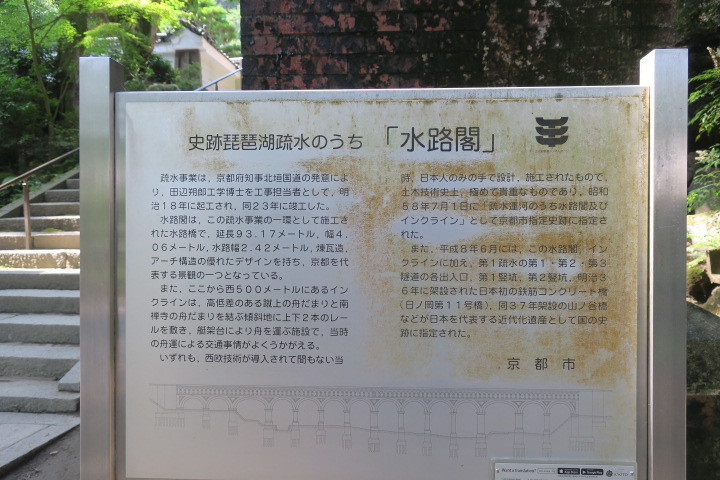 史跡琵琶湖疏水のうち 「水路閣」
疏水事業は、京都府知事北垣国道の発意によ
り、田辺朔郎工学博士を工事担当者として、明
治18年に起工され、同23年に竣工した。
水路閣は、この疏水事業の一環として施工さ
れた水路橋で、延長93.17メートル、幅4.
06メートル、水路幅2.42メートル、煉瓦造、
アーチ構造の優れたデザインを持ち、京都を代
表する景観の一つとなっている。
また、ここから西500メートルにあるイン
クラインは、高低差のある蹴上の舟だまりと南
禅寺の舟だまりを結ぶ傾斜地に上下2本のレー
ルを敷き、艇架台により舟を運ぶ施設で、当時
の舟運による交通事情がよくうかがえる。
いずれも、西欧技術が導入されて間もない当
時、日本人のみの手で設計、施工されたもので、
土木技術史上、極めて貴重なものであり、昭和
58年7月1日に「疏水運河のうち水路閣及び
インクライン」として京都市指定史跡に指定さ
れた。
また、平成8年6月には、この水路閣、イン
クラインに加え、第1疏水の第1・第2・第3
隧道の各出入口、第1竪坑、第2竪坑、明治3
6年に架設された日本初の鉄筋コンクリート橋
(日ノ岡第11号橋)、同37年架設の山ノ谷橋
などが日本を代表する近代化遺産として国の史
跡に指定された。
京都市